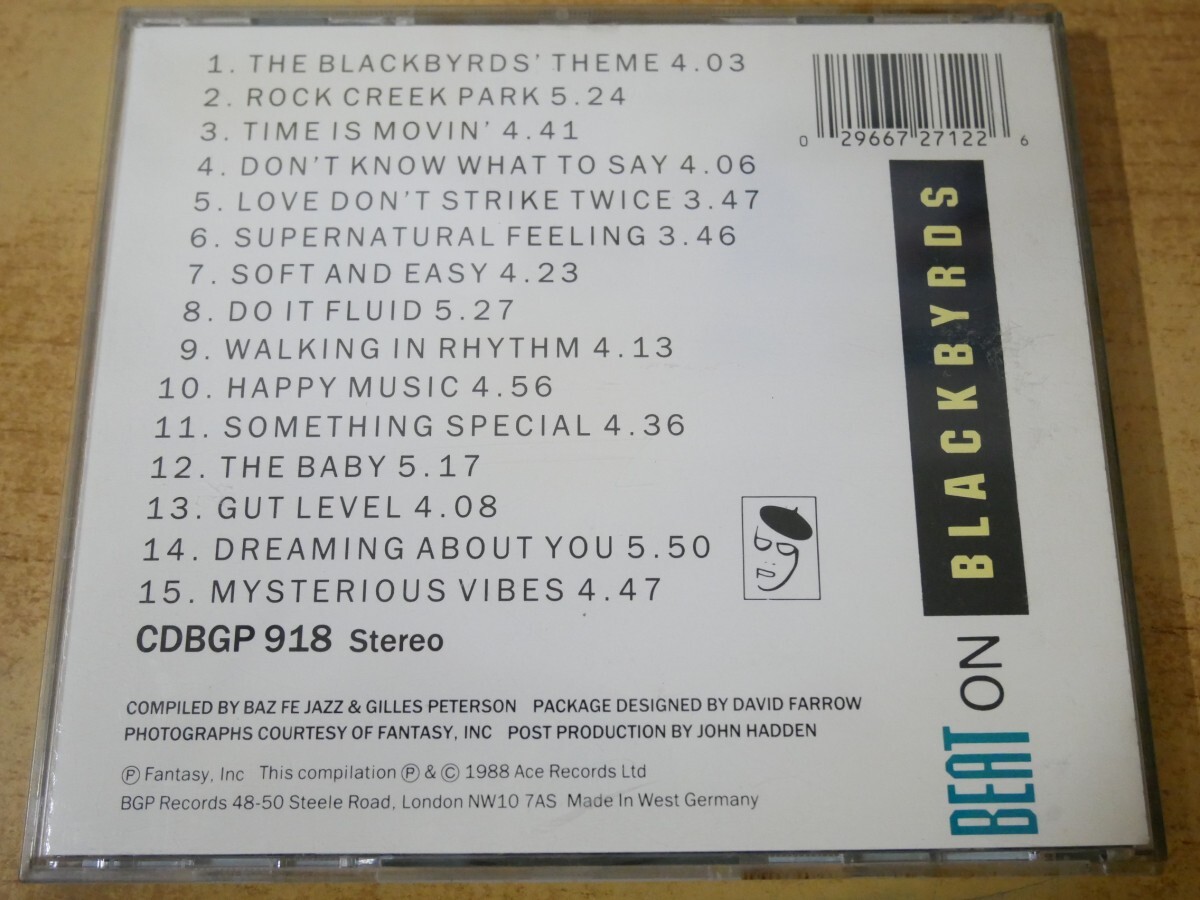 1. THE BLACKBYRDS' THEME 4.03
2. ROCK CREEK PARK 5.24
3. TIME IS MOVIN' 4.41
4. DON'T KNOW WHAT TO SAY 4.06
5. LOVE DON'T STRIKE TWICE 3.47
6. SUPERNATURAL FEELING 3.46
7. SOFT AND EASY 4.23
8. DO IT FLUID 5.27
9. WALKING IN RHYTHM 4.13
10. HAPPY MUSIC 4.56
11. SOMETHING SPECIAL 4.36
12. THE BABY 5.17
13. GUT LEVEL 4.08
14. DREAMING ABOUT YOU 5.50
15. MYSTERIOUS VIBES 4.47
CDBGP 918 Stereo
COMPILED BY BAZ FE JAZZ & GILLES PETERSON PACKAGE DESIGNED BY DAVID FARROW
PHOTOGRAPHS COURTESY OF FANTASY, INC POST PRODUCTION BY JOHN HADDEN
Ⓟ Fantasy, Inc This compilation Ⓟ & © 1988 Ace Records Ltd
BGP Records 48-50 Steele Road, London NW10 7AS Made In West Germany
0 29667 27122 6
BEAT ON BLACKBYRDS